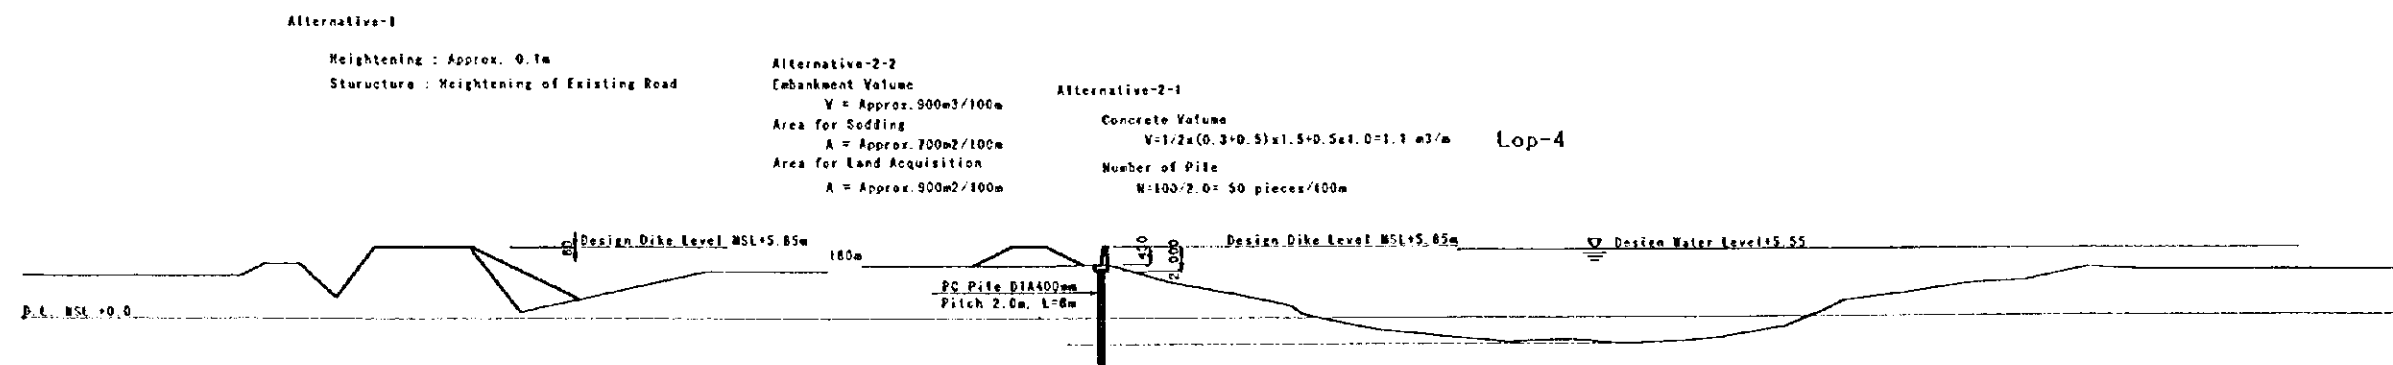 Alternative-1
Heightening : Approx. 0.1m
Sturucture : Heightening of Existing Road
Alternative-2-2
Embankment Volume
V = Approx.900m3/100m
Area for Sodding
A = Approx.700m2/100m
Area for Land Acquisition
A = Approx.900m2/100m
Alternative-2-1
Concrete Volume
V=1/2x(0.3+0.5)x1.5+0.5x1.0=1.1 m3/m
Number of Pile
N=100/2.0= 50 pieces/100m
Lop-4
Design Dike Level MSL+5.85m
180m
Design Dike Level MSL+5.85m
Design Water Level+5.55
2,000
PC Pile DIA400mm
Pitch 2.0m, L=6m
D.L. MSL +0.0